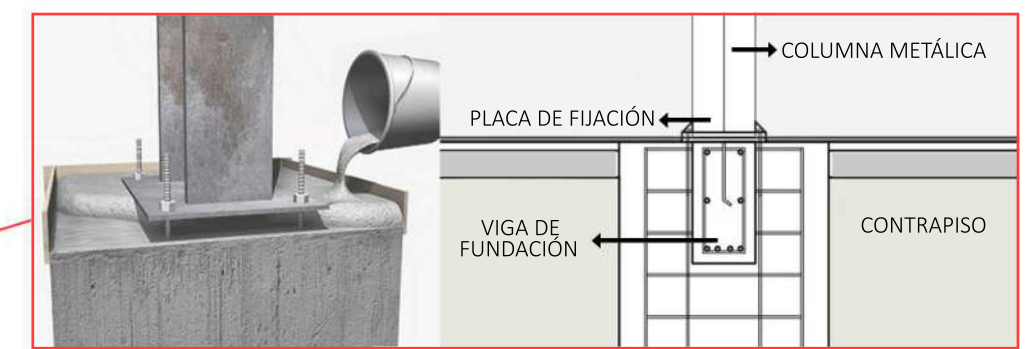 COLUMNA METÁLICA
PLACA DE FIJACIÓN
VIGA DE
FUNDACIÓN
CONTRAPISO